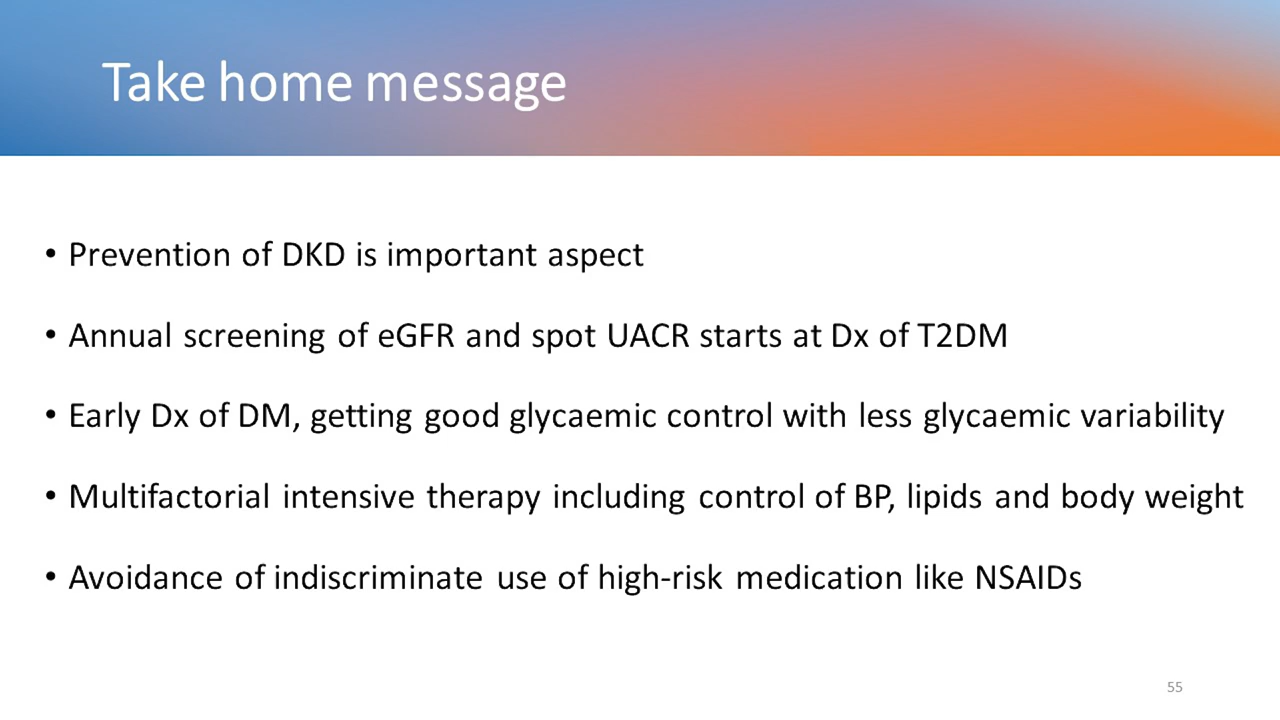 Take home message
• Prevention of DKD is important aspect
• Annual screening of eGFR and spot UACR starts at Dx of T2DM
• Early Dx of DM, getting good glycaemic control with less glycaemic variability
• Multifactorial intensive therapy including control of BP, lipids and body weight
• Avoidance of indiscriminate use of high-risk medication like NSAIDs
55